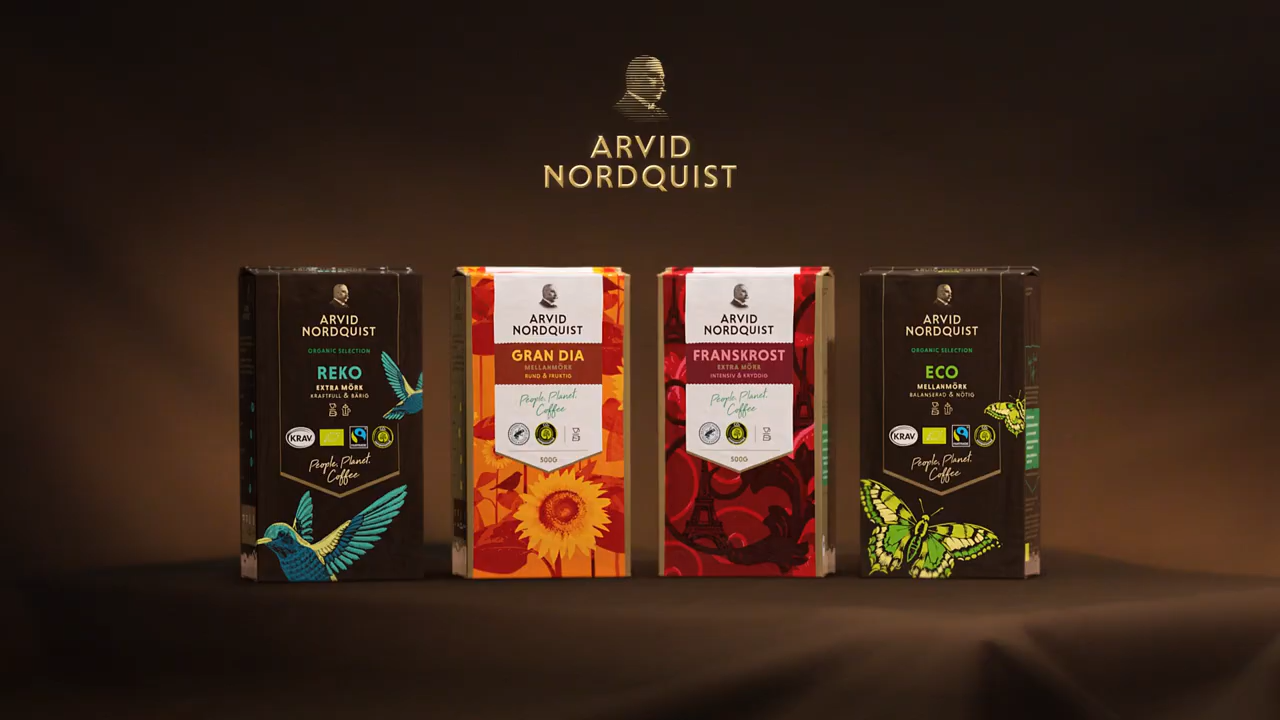 ARVID
NORDQUIST
ARVID
NORDQUIST
ORGANIC SELECTION
REKO
EXTRA MÖRK
KRAFTFULL & BÄRIG
KRAV
People, Planet,
Coffee
ARVID
NORDQUIST
GRAN DIA
MELLANMÖRK
RUND & FRUKTIG
People, Planet,
Coffee
500G
ARVID
NORDQUIST
FRANSKROST
EXTRA MÖRK
INTENSIV & KRYDDIG
People, Planet,
Coffee
500G
ARVID
NORDQUIST
ORGANIC SELECTION
ECO
MELLANMÖRK
BALANSERAD & NÖTIG
KRAV
People, Planet,
Coffee